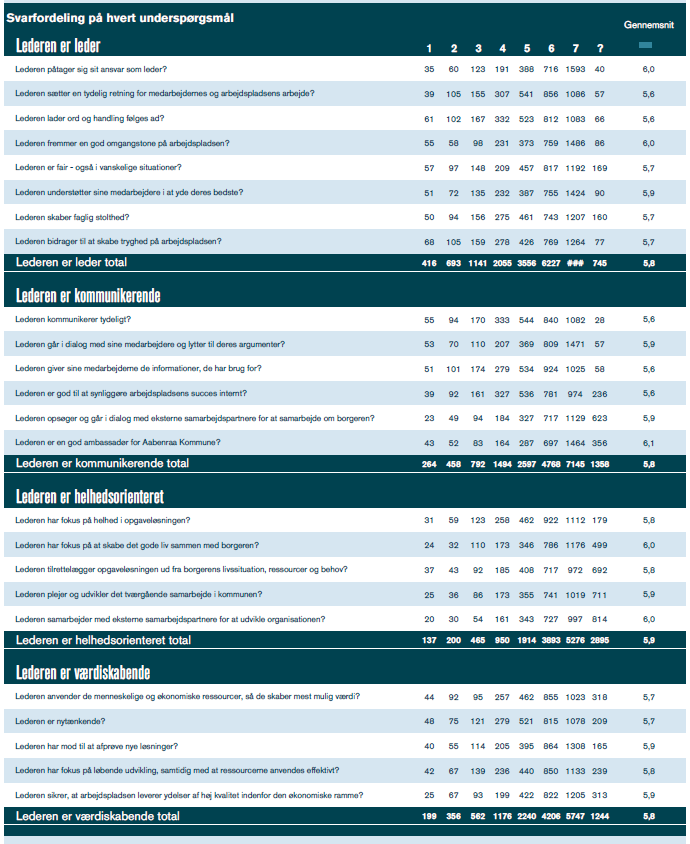 Svarfordeling på hvert underspørgsmål
Gennemsnit
Lederen er leder 1 2 3 4 5 6 7 ?
Lederen påtager sig sit ansvar som leder? 35 60 123 191 388 716 1593 40 6,0
Lederen sætter en tydelig retning for medarbejdernes og arbejdspladsens arbejde? 39 105 155 307 541 856 1086 57 5,6
Lederen lader ord og handling følges ad? 61 102 167 332 523 812 1083 66 5,6
Lederen fremmer en god omgangstone på arbejdspladsen? 55 58 98 231 373 759 1486 86 6,0
Lederen er fair - også i vanskelige situationer? 57 97 148 209 457 817 1192 169 5,7
Lederen understøtter sine medarbejdere i at yde deres bedste? 51 72 135 232 387 755 1424 90 5,9
Lederen skaber faglig stolthed? 50 94 156 275 461 743 1207 160 5,7
Lederen bidrager til at skabe tryghed på arbejdspladsen? 68 105 159 278 426 769 1264 77 5,7
Lederen er leder total 416 693 1141 2055 3556 6227 ### 745 5,8
Lederen er kommunikerende
Lederen kommunikerer tydeligt? 55 94 170 333 544 840 1082 28 5,6
Lederen går i dialog med sine medarbejdere og lytter til deres argumenter? 53 70 110 207 369 809 1471 57 5,9
Lederen giver sine medarbejderne de informationer, de har brug for? 51 101 174 279 534 924 1025 58 5,6
Lederen er god til at synliggøre arbejdspladsens succes internt? 39 92 161 327 536 781 974 236 5,6
Lederen opsøger og går i dialog med eksterne samarbejdspartnere for at samarbejde om borgeren? 23 49 94 184 327 717 1129 623 5,9
Lederen er en god ambassadør for Aabenraa Kommune? 43 52 83 164 287 697 1464 356 6,1
Lederen er kommunikerende total 264 458 792 1494 2597 4768 7145 1358 5,8
Lederen er helhedsorienteret
Lederen har fokus på helhed i opgaveløsningen? 31 59 123 258 462 922 1112 179 5,8
Lederen har fokus på at skabe det gode liv sammen med borgeren? 24 32 110 173 346 786 1176 499 6,0
Lederen tilrettelægger opgaveløsningen ud fra borgerens livssituation, ressourcer og behov? 37 43 92 185 408 717 972 692 5,8
Lederen plejer og udvikler det tværgående samarbejde i kommunen? 25 36 86 173 355 741 1019 711 5,9
Lederen samarbejder med eksterne samarbejdspartnere for at udvikle organisationen? 20 30 54 161 343 727 997 814 6,0
Lederen er helhedsorienteret total 137 200 465 950 1914 3893 5276 2895 5,9
Lederen er værdiskabende
Lederen anvender de menneskelige og økonomiske ressourcer, så de skaber mest mulig værdi? 44 92 95 257 462 855 1023 318 5,7
Lederen er nytænkende? 48 75 121 279 521 815 1078 209 5,7
Lederen har mod til at afprøve nye løsninger? 40 55 114 205 395 864 1308 165 5,9
Lederen har fokus på løbende udvikling, samtidig med at ressourcerne anvendes effektivt? 42 67 139 236 440 850 1133 239 5,8
Lederen sikrer, at arbejdspladsen leverer ydelser af høj kvalitet indenfor den økonomiske ramme? 25 67 93 199 422 822 1205 313 5,9
Lederen er værdiskabende total 199 356 562 1176 2240 4206 5747 1244 5,8